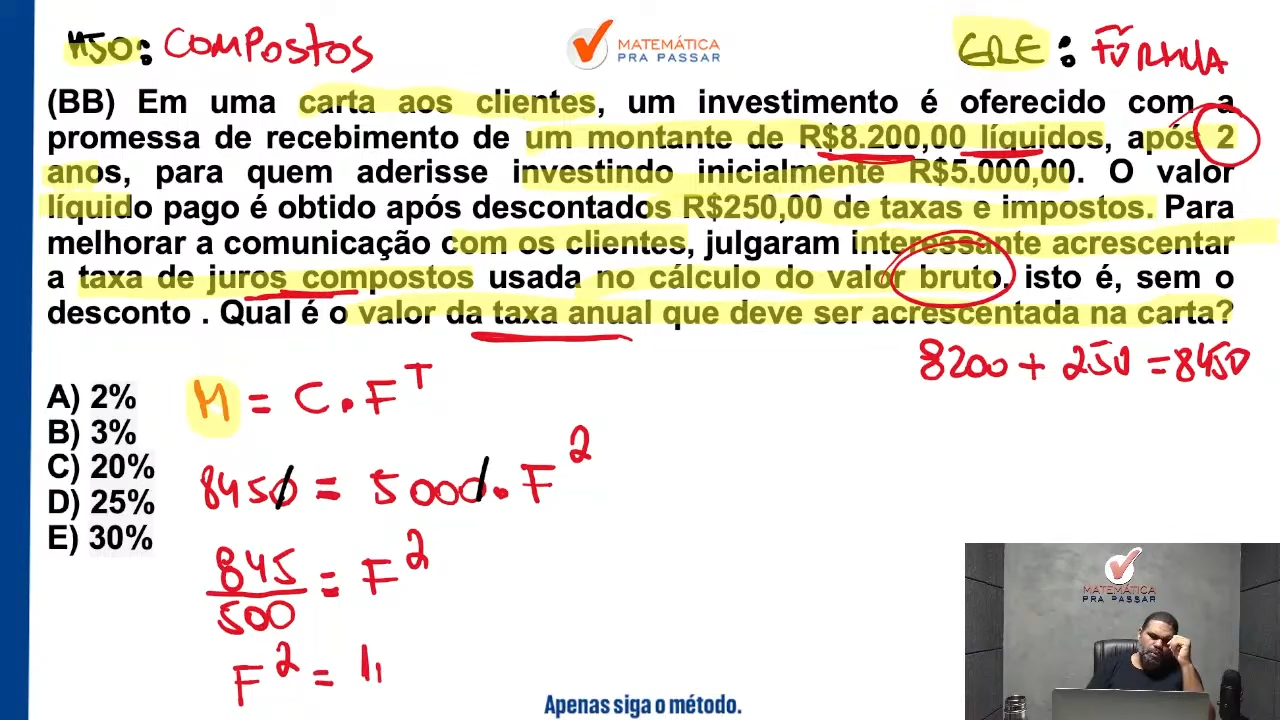 MJO: COMPOSTOS
MATEMÁTICA
PRA PASSAR
GRE: FÓRMULA
(BB) Em uma carta aos clientes, um investimento é oferecido com a
promessa de recebimento de um montante de R$8.200,00 líquidos, após 2
anos, para quem aderisse investindo inicialmente R$5.000,00. O valor
líquido pago é obtido após descontados R$250,00 de taxas e impostos. Para
melhorar a comunicação com os clientes, julgaram interessante acrescentar
a taxa de juros compostos usada no cálculo do valor bruto. isto é, sem o
desconto . Qual é o valor da taxa anual que deve ser acrescentada na carta?
8200 + 250 = 8450
A) 2%
B) 3%
C) 20%
D) 25%
E) 30%
M = C.F^T
8450 = 5000.F^2
845/500 = F^2
F^2 = 1,
MATEMÁTICA
PRA PASSAR
Apenas siga o método.